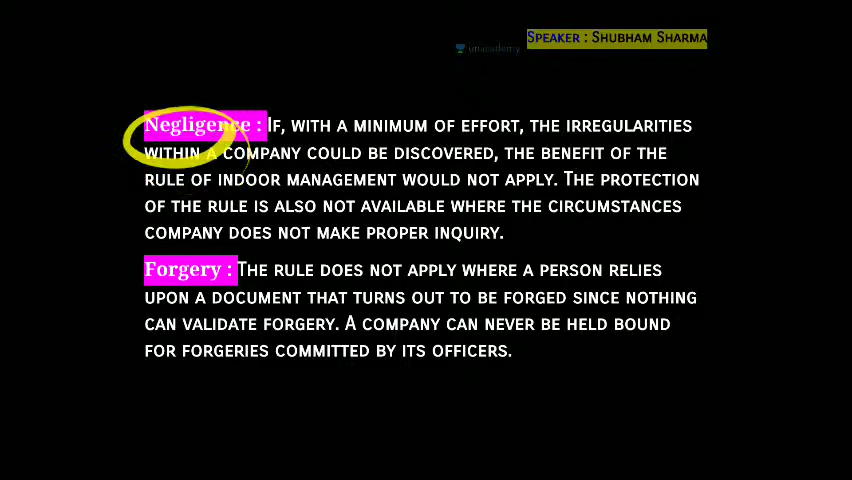 Speaker : Shubham Sharma
unacademy
Negligence : If, with a minimum of effort, the irregularities
within a company could be discovered, the benefit of the
rule of indoor management would not apply. The protection
of the rule is also not available where the circumstances
company does not make proper inquiry.
Forgery : The rule does not apply where a person relies
upon a document that turns out to be forged since nothing
can validate forgery. A company can never be held bound
for forgeries committed by its officers.